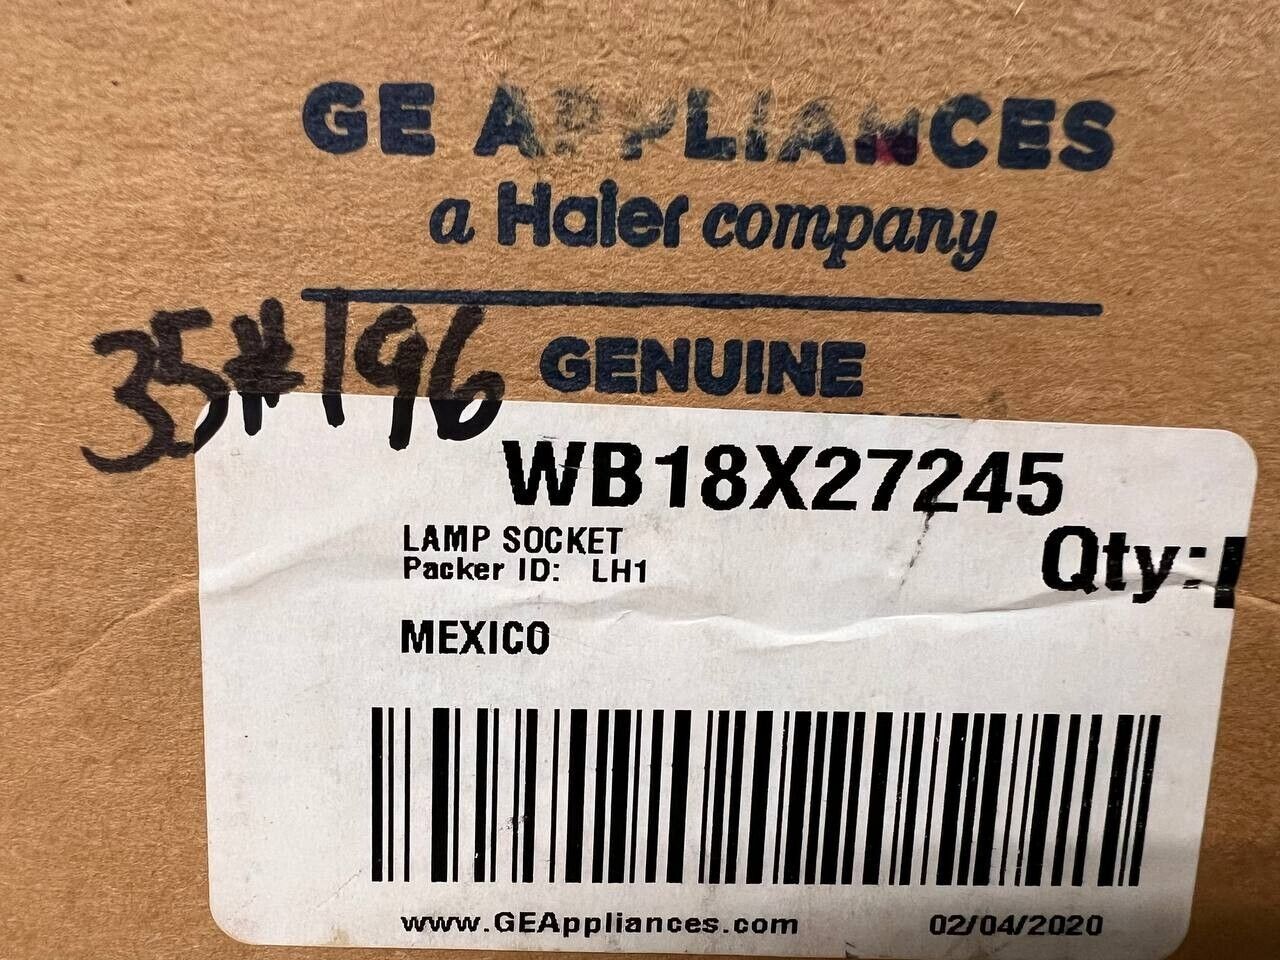 GE APPLIANCES
a Haier company
35#196
GENUINE
WB18X27245
LAMP SOCKET
Qty:
Packer ID: LH1
MEXICO
www.GEAppliances.com 02/04/2020